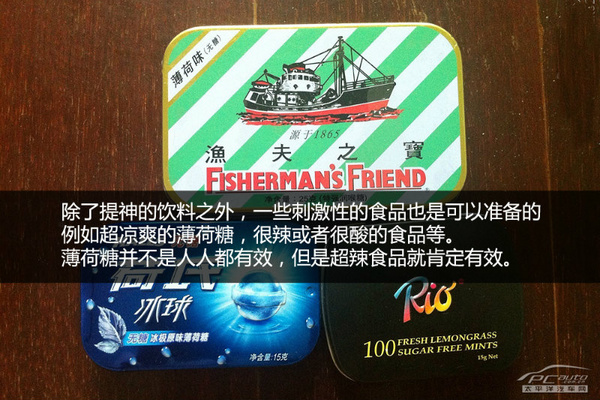 薄荷味(无糖)
源于1865
漁夫之寶
FISHERMAN'S FRIEND
除了提神的饮料之外，一些刺激性的食品也是可以准备的
例如超凉爽的薄荷糖，很辣或者很酸的食品等。
薄荷糖并不是人人都有效，但是超辣食品就肯定有效。
荷氏
冰球
无糖 冰极原味薄荷糖
净含量:15克
Rio
100 FRESH LEMONGRASS
SUGAR FREE MINTS
15g Net
PCauto
太平洋汽车网